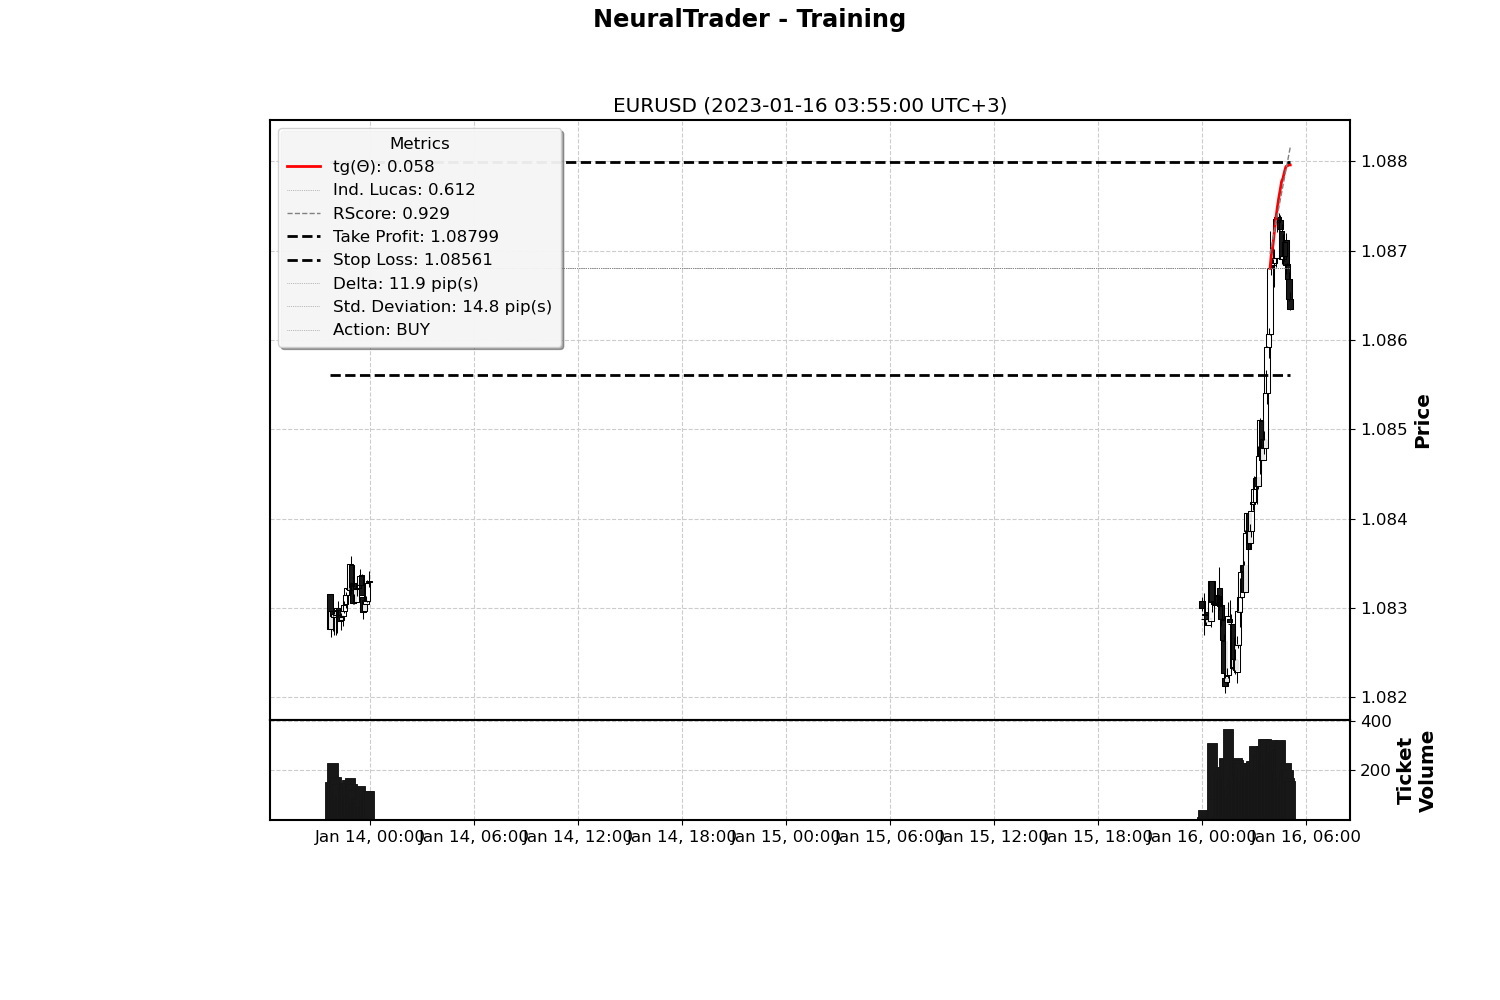 NeuralTrader - Training
EURUSD (2023-01-16 03:55:00 UTC+3)
Metrics
tg(Θ): 0.058
Ind. Lucas: 0.612
RScore: 0.929
Take Profit: 1.08799
Stop Loss: 1.08561
Delta: 11.9 pip(s)
Std. Deviation: 14.8 pip(s)
Action: BUY
1.088
1.087
1.086
1.085
1.084
1.083
1.082
Price
400
200
Ticket
Volume
Jan 14, 00:00 Jan 14, 06:00 Jan 14, 12:00 Jan 14, 18:00 Jan 15, 00:00 Jan 15, 06:00 Jan 15, 12:00 Jan 15, 18:00 Jan 16, 00:00 Jan 16, 06:00